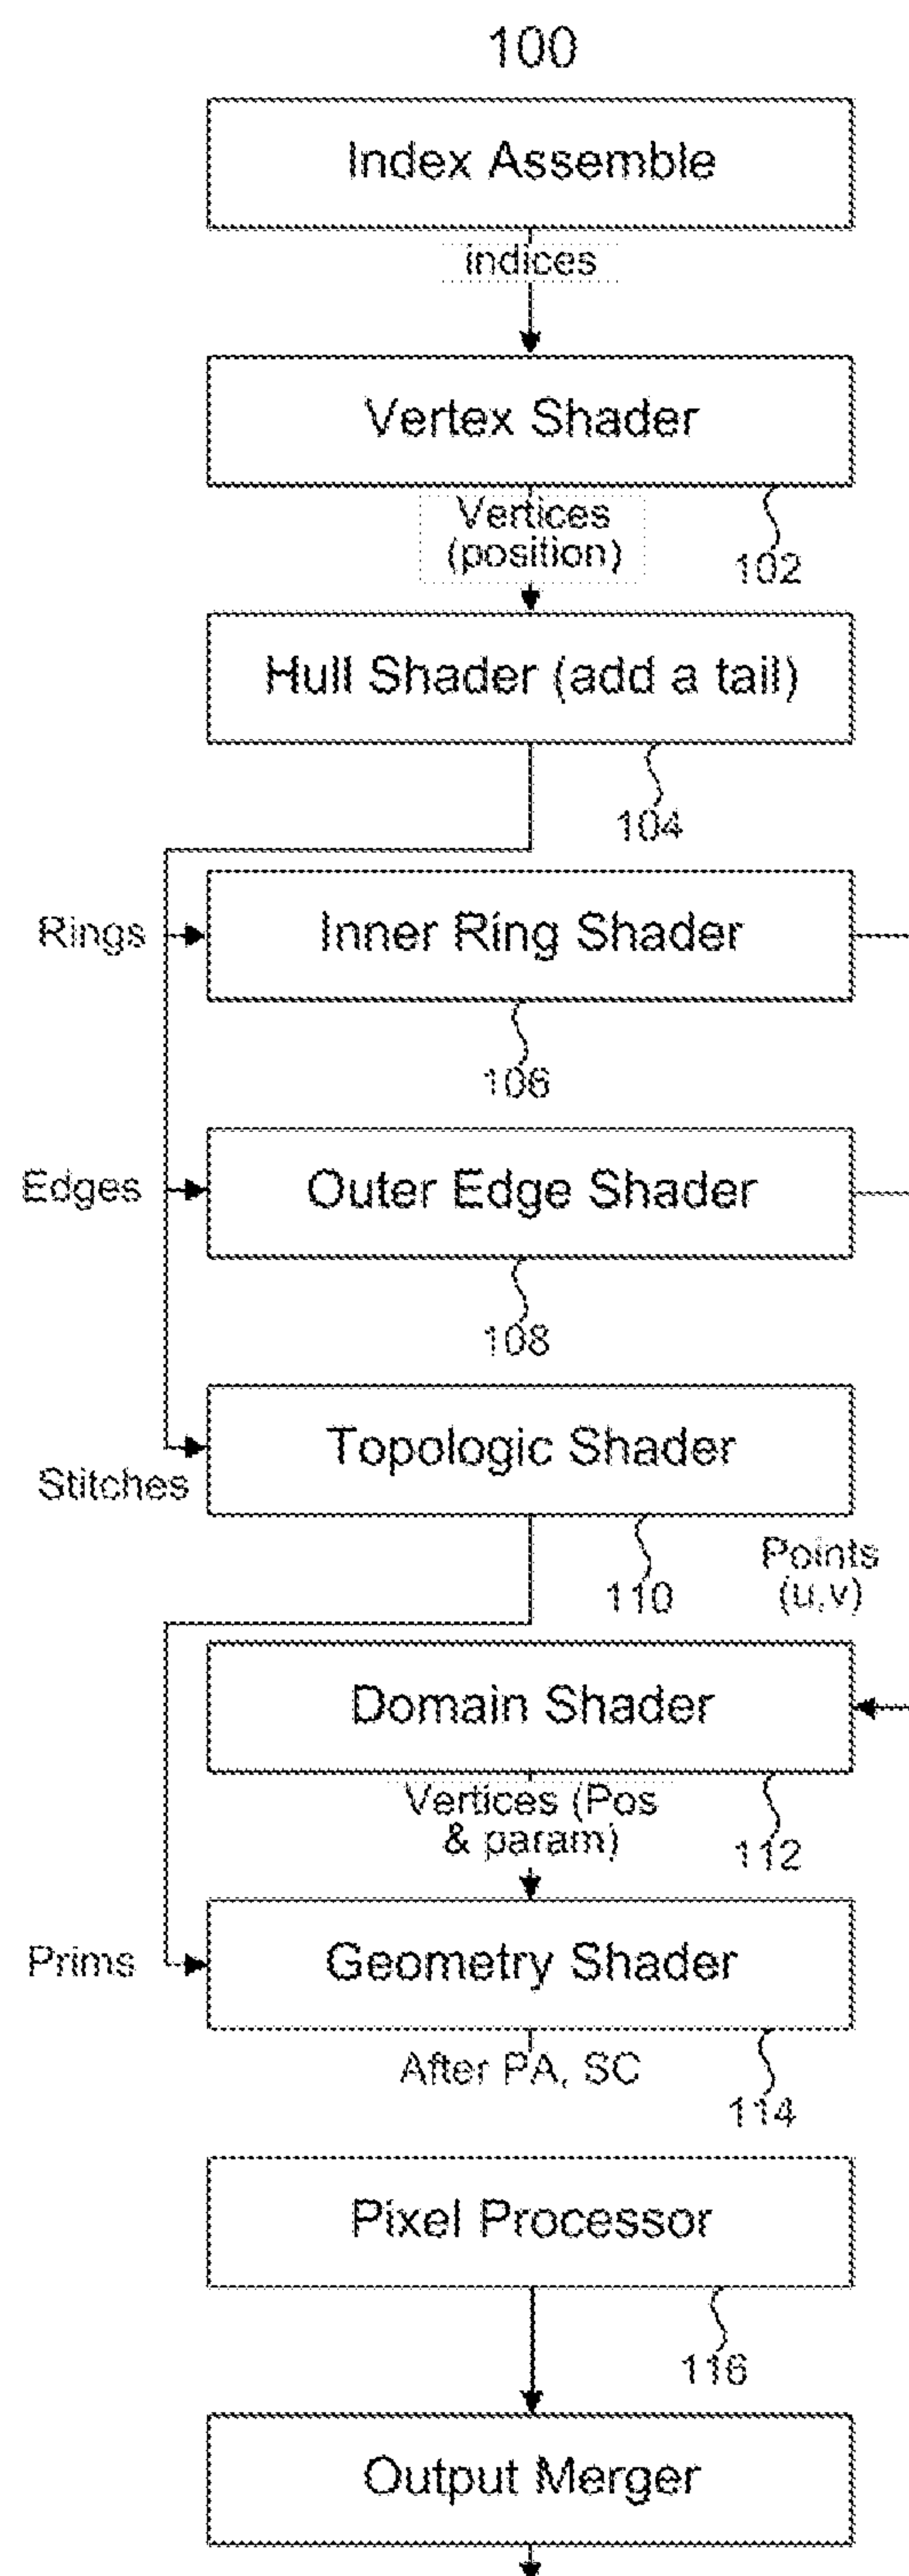 100
Index Assemble
indices
Vertex Shader
Vertices
(position)
102
Hull Shader (add a tail)
104
Rings
Inner Ring Shader
106
Edges
Outer Edge Shader
108
Topologic Shader
Stitches
110
Points
(u,v)
Domain Shader
Vertices (Pos
& param)
112
Prims
Geometry Shader
After PA, SC
114
Pixel Processor
116
Output Merger